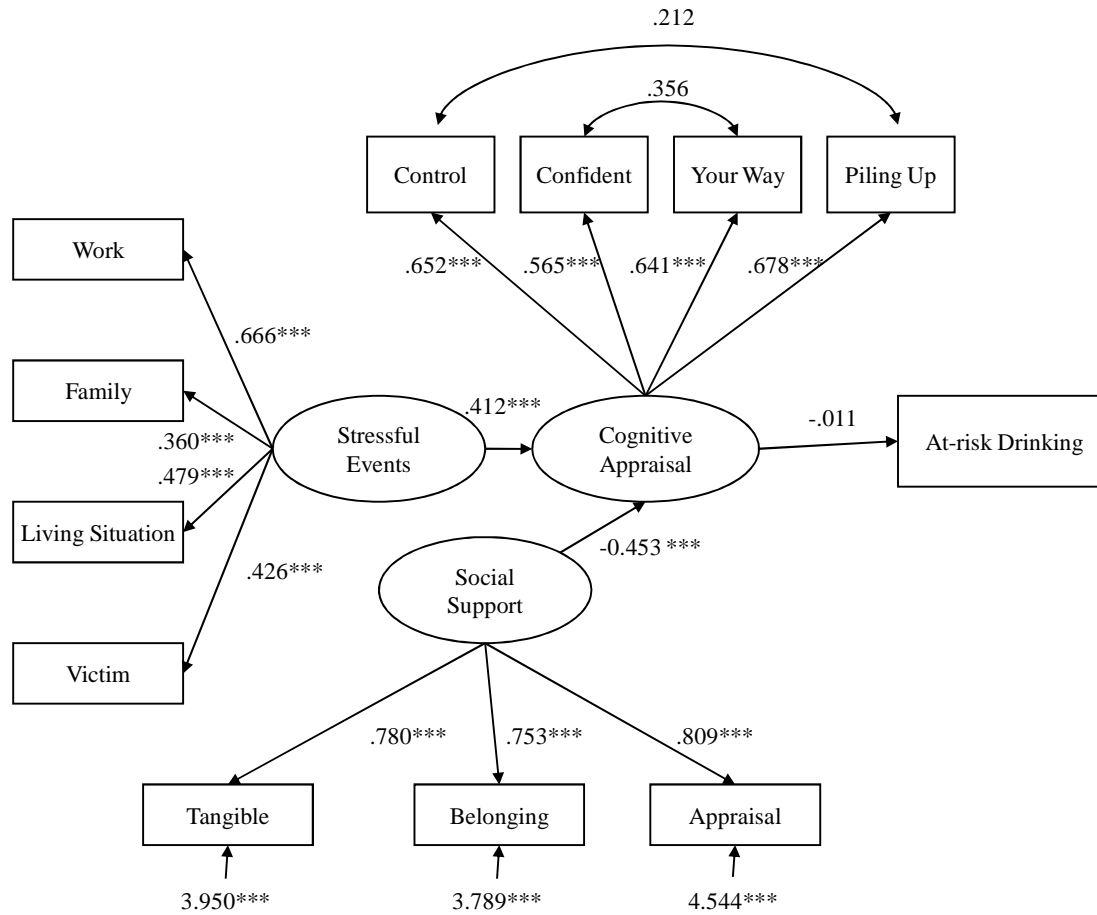 .212
.356
Control
Confident
Your Way
Piling Up
Work
.652***
.565***
.641***
.678***
.666***
Family
.360***
.479***
Stressful
Events
.412***
Cognitive
Appraisal
-.011
At-risk Drinking
Living Situation
.426***
-0.453 ***
Social
Support
Victim
.780***
.753***
.809***
Tangible
Belonging
Appraisal
3.950***
3.789***
4.544***